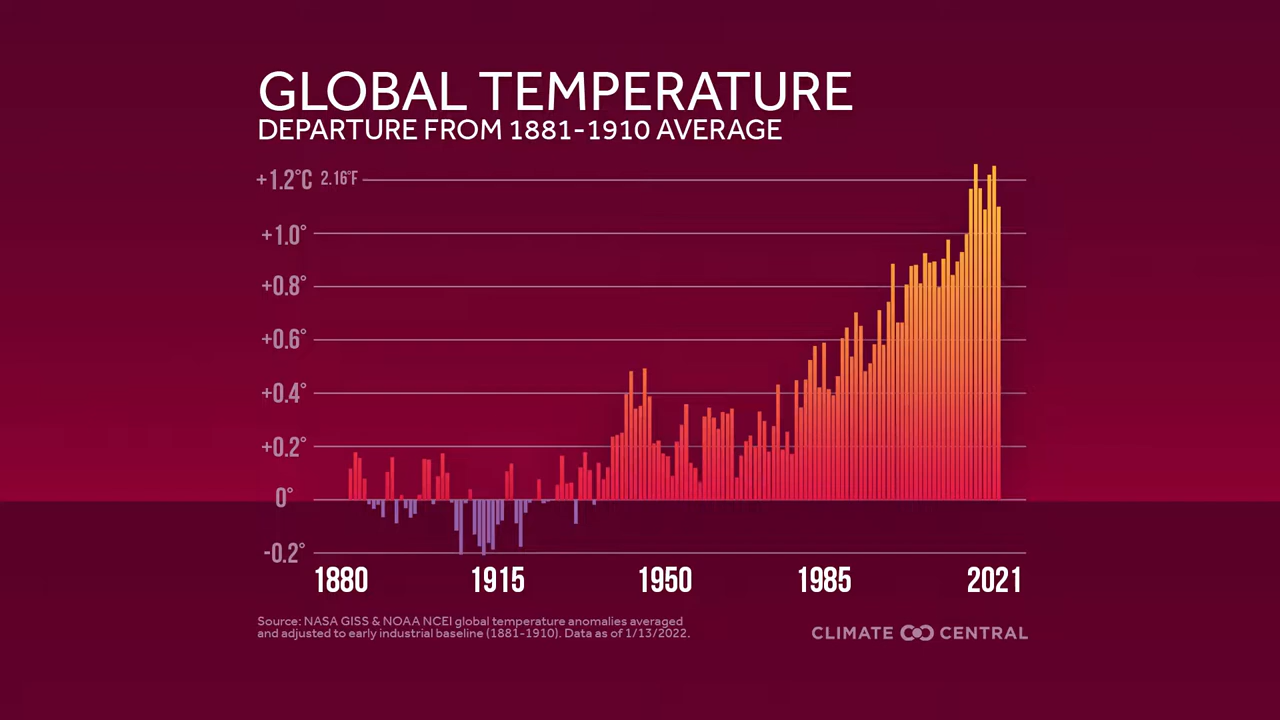 GLOBAL TEMPERATURE
DEPARTURE FROM 1881-1910 AVERAGE
+1.2°C 2.16°F
+1.0°
+0.8°
+0.6°
+0.4°
+0.2°
0°
-0.2°
1880 1915 1950 1985 2021
Source: NASA GISS & NOAA NCEI global temperature anomalies averaged
and adjusted to early industrial baseline (1881-1910). Data as of 1/13/2022.
CLIMATE CENTRAL